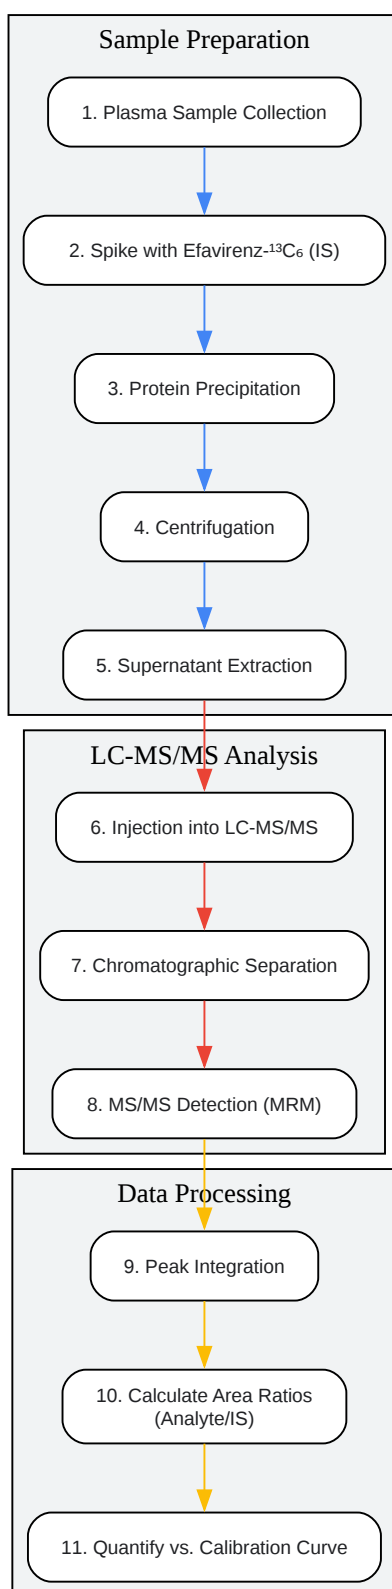 Sample Preparation
1. Plasma Sample Collection
2. Spike with Efavirenz-¹³C₆ (IS)
3. Protein Precipitation
4. Centrifugation
5. Supernatant Extraction
LC-MS/MS Analysis
6. Injection into LC-MS/MS
7. Chromatographic Separation
8. MS/MS Detection (MRM)
Data Processing
9. Peak Integration
10. Calculate Area Ratios
(Analyte/IS)
11. Quantify vs. Calibration Curve